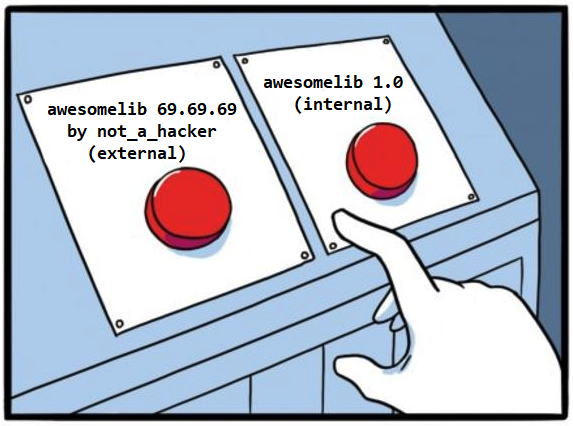 awesomelib 69.69.69
by not_a_hacker
(external)
awesomelib 1.0
(internal)